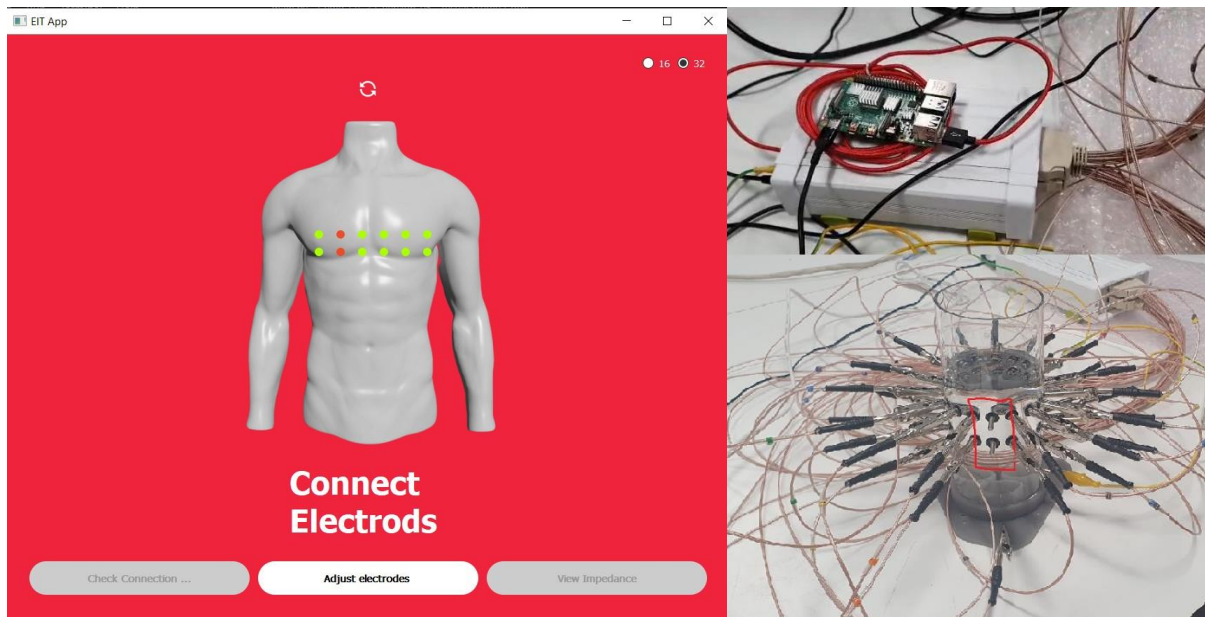 EIT App
16 32
Connect
Electrods
Check Connection ...
Adjust electrodes
View Impedance